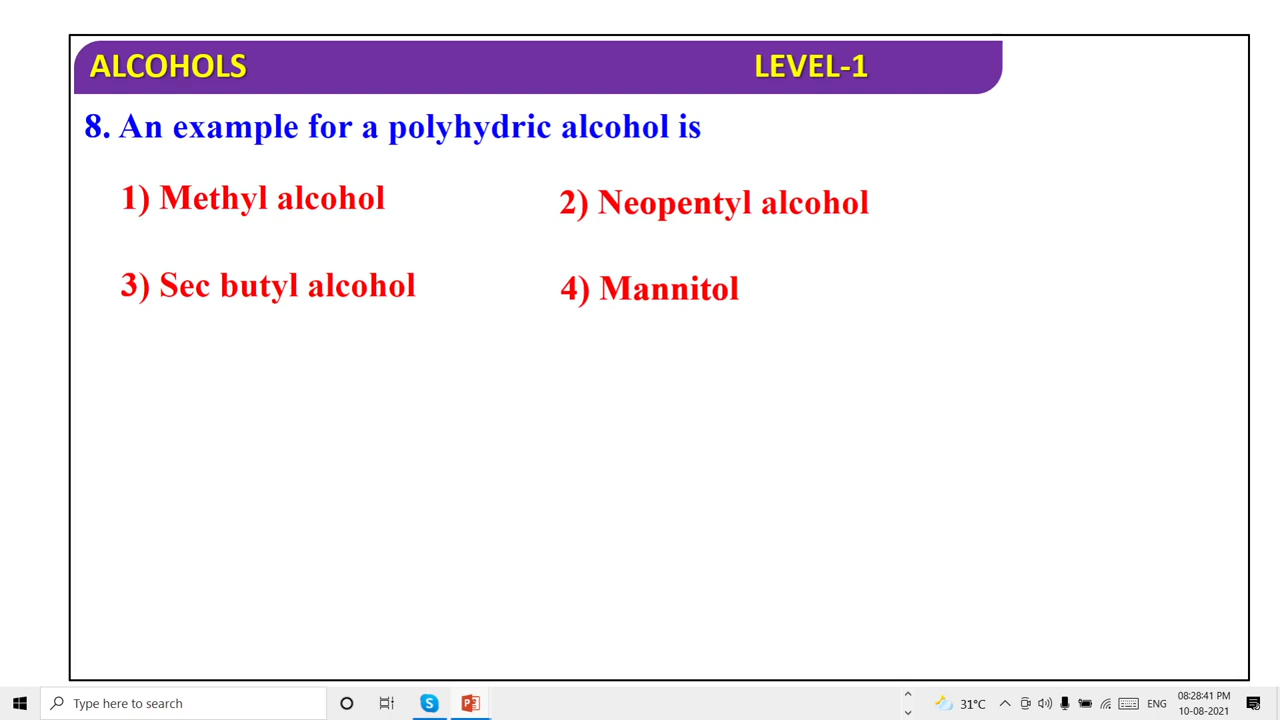 ALCOHOLS LEVEL-1
8. An example for a polyhydric alcohol is
1) Methyl alcohol 2) Neopentyl alcohol
3) Sec butyl alcohol 4) Mannitol
Type here to search 31°C ENG 08:28:41 PM
10-08-2021